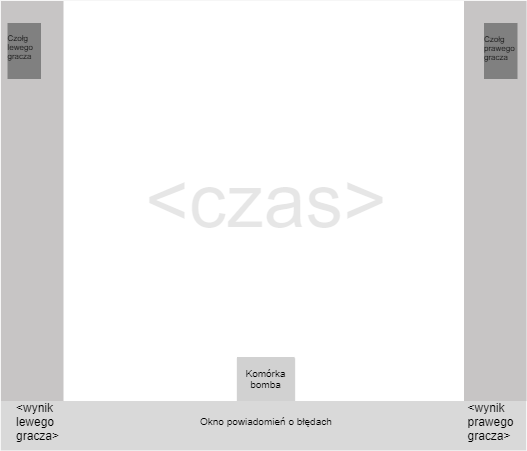 Czołg
lewego
gracza
Czołg
prawego
gracza
<czas>
Komórka
bomba
<wynik
lewego
gracza>
Okno powiadomień o błędach
<wynik
prawego
gracza>